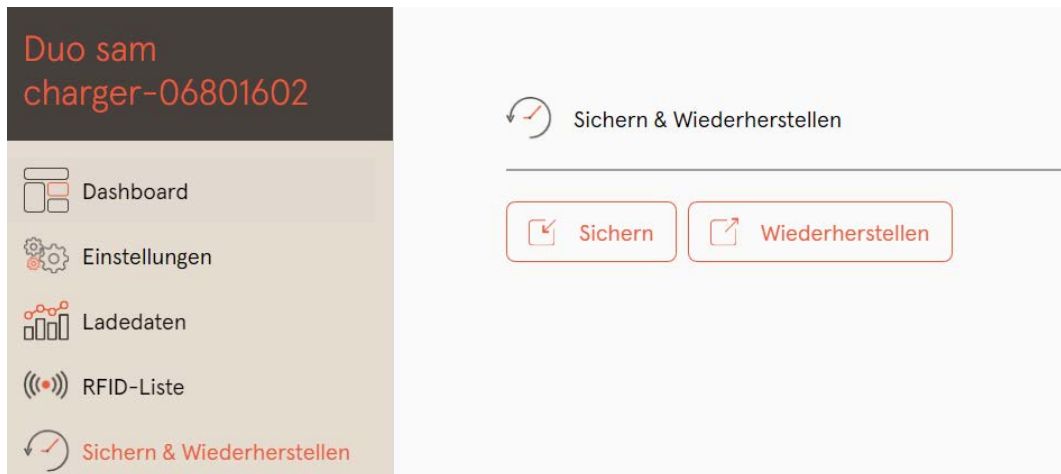 Duo sam
charger-06801602
Dashboard
Einstellungen
Ladedaten
RFID-Liste
Sichern & Wiederherstellen
Sichern & Wiederherstellen
Sichern
Wiederherstellen